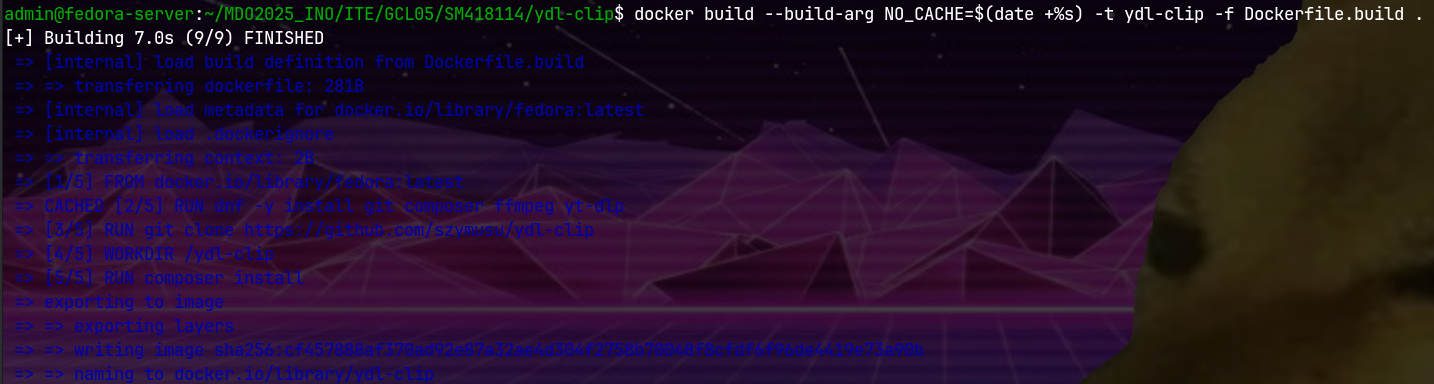 admin@fedora-server:~/MDO2025_INO/ITE/GCL05/SM418114/ydl-clip$ docker build --build-arg NO_CACHE=$(date +%s) -t ydl-clip -f Dockerfile.build .
[+] Building 7.0s (9/9) FINISHED
=> [internal] load build definition from Dockerfile.build
=> => transferring dockerfile: 281B
=> [internal] load metadata for docker.io/library/fedora:latest
=> [internal] load .dockerignore
=> => transferring context: 2B
=> [1/5] FROM docker.io/library/fedora:latest
=> CACHED [2/5] RUN dnf -y install git composer ffmpeg yt-dlp
=> [3/5] RUN git clone https://github.com/szymusu/ydl-clip
=> [4/5] WORKDIR /ydl-clip
=> [5/5] RUN composer install
=> exporting to image
=> => exporting layers
=> => writing image
=> => naming to docker.io/library/ydl-clip